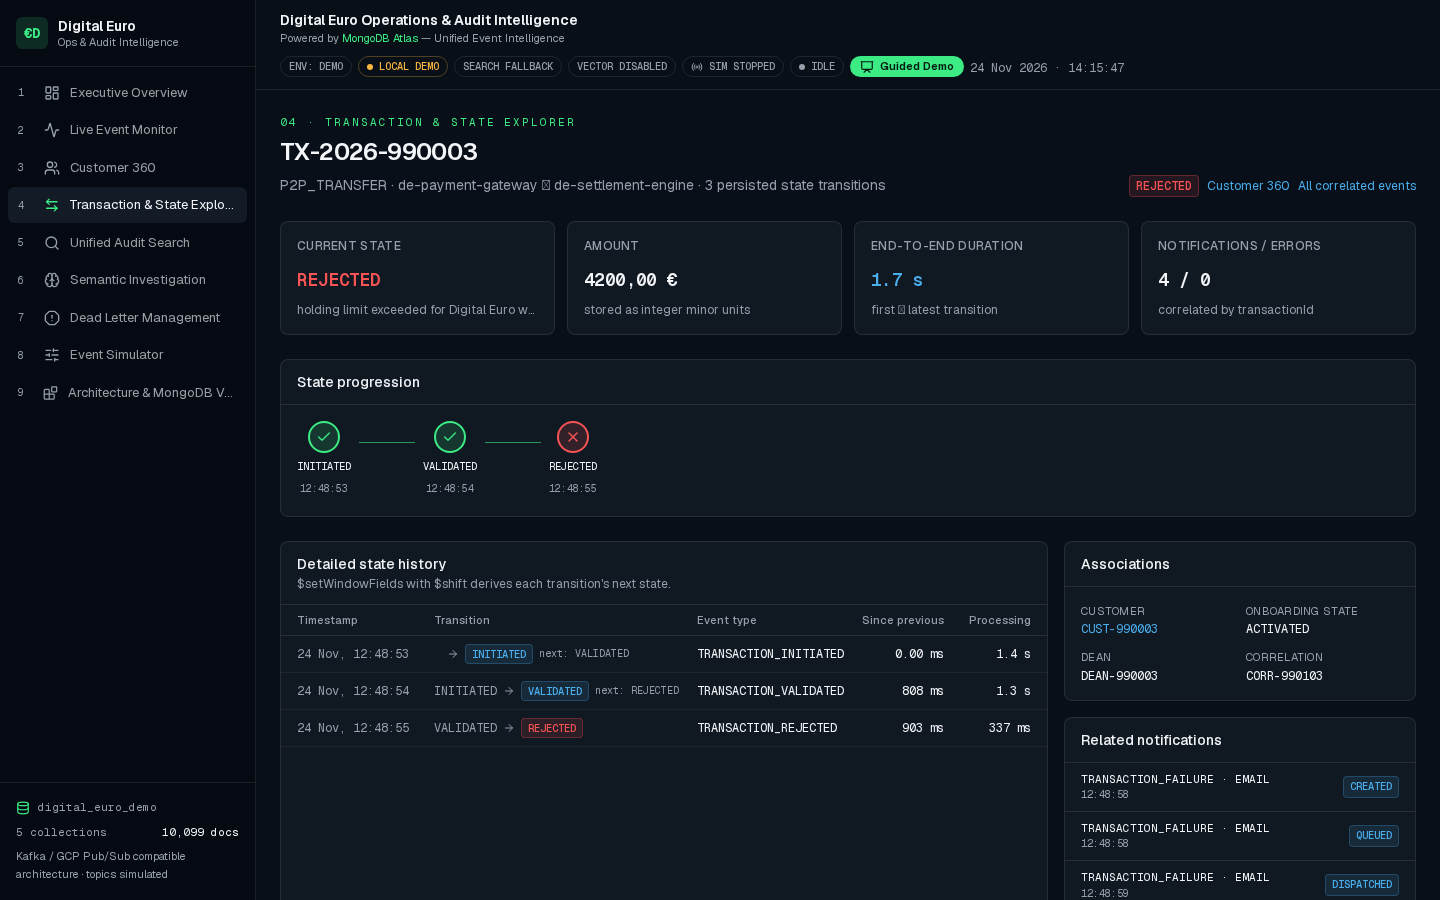 €D
Digital Euro
Ops & Audit Intelligence
1 Executive Overview
2 Live Event Monitor
3 Customer 360
4 Transaction & State Explo...
5 Unified Audit Search
6 Semantic Investigation
7 Dead Letter Management
8 Event Simulator
9 Architecture & MongoDB V...
digital_euro_demo
5 collections 10,099 docs
Kafka / GCP Pub/Sub compatible
architecture · topics simulated
Digital Euro Operations & Audit Intelligence
Powered by MongoDB Atlas — Unified Event Intelligence
ENV: DEMO LOCAL DEMO SEARCH FALLBACK VECTOR DISABLED SIM STOPPED IDLE Guided Demo 24 Nov 2026 · 14:15:47
04 · TRANSACTION & STATE EXPLORER
TX-2026-990003
P2P_TRANSFER · de-payment-gateway de-settlement-engine · 3 persisted state transitions
REJECTED Customer 360 All correlated events
CURRENT STATE
REJECTED
holding limit exceeded for Digital Euro w...
AMOUNT
4200,00 €
stored as integer minor units
END-TO-END DURATION
1.7 s
first latest transition
NOTIFICATIONS / ERRORS
4 / 0
correlated by transactionId
State progression
INITIATED VALIDATED REJECTED
12:48:53 12:48:54 12:48:55
Detailed state history
$setWindowFields with $shift derives each transition's next state.
Timestamp Transition Event type Since previous Processing
24 Nov, 12:48:53 → INITIATED next: VALIDATED TRANSACTION_INITIATED 0.00 ms 1.4 s
24 Nov, 12:48:54 INITIATED → VALIDATED next: REJECTED TRANSACTION_VALIDATED 808 ms 1.3 s
24 Nov, 12:48:55 VALIDATED → REJECTED TRANSACTION_REJECTED 903 ms 337 ms
Associations
CUSTOMER ONBOARDING STATE
CUST-990003 ACTIVATED
DEAN CORRELATION
DEAN-990003 CORR-990103
Related notifications
TRANSACTION_FAILURE · EMAIL CREATED
12:48:58
TRANSACTION_FAILURE · EMAIL QUEUED
12:48:58
TRANSACTION_FAILURE · EMAIL DISPATCHED
12:48:59